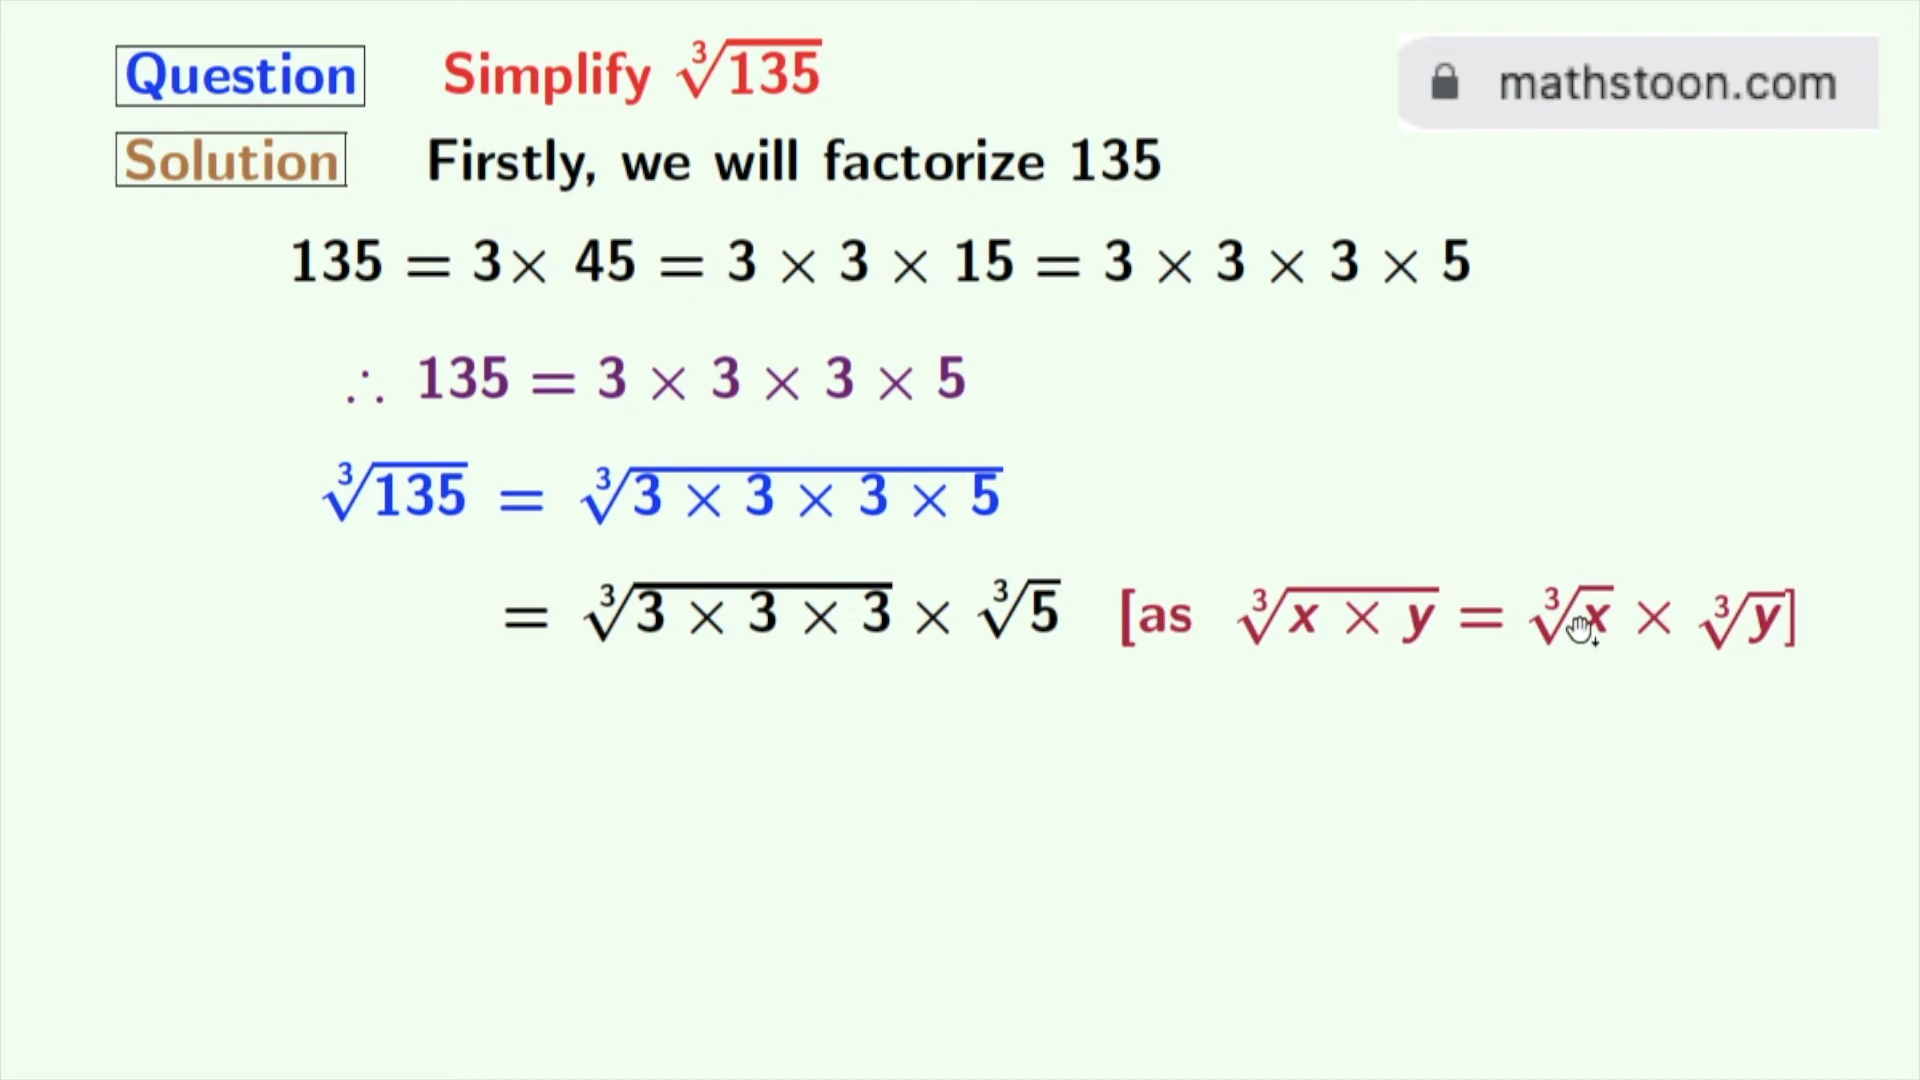 Question Simplify ∛135
mathstoon.com
Solution Firstly, we will factorize 135
135 = 3× 45 = 3 × 3 × 15 = 3 × 3 × 3 × 5
∴ 135 = 3 × 3 × 3 × 5
∛135 = ∛(3 × 3 × 3 × 5)
= ∛(3 × 3 × 3) × ∛5 [as ∛(x × y) = ∛x × ∛y]